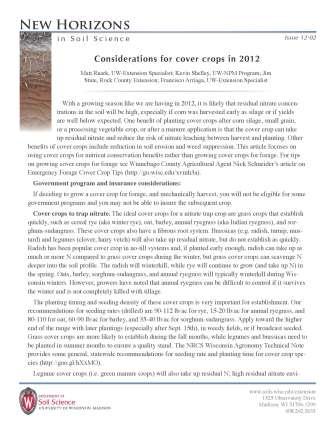 NEW HORIZONS
in Soil Science
Issue 12-02
Considerations for cover crops in 2012
Matt Ruark, UW-Extension Specialist; Kevin Shelley, UW-NPM Program; Jim
Stute, Rock County Extension; Francisco Arriaga, UW-Extension Specialist
With a growing season like we are having in 2012, it is likely that residual nitrate concen-
trations in the soil will be high, especially if corn was harvested early as silage or if yields
are well below expected. One benefit of planting cover crops after corn silage, small grain,
or a processing vegetable crop, or after a manure application is that the cover crop can take
up residual nitrate and reduce the risk of nitrate leaching between harvest and planting. Other
benefits of cover crops include reduction in soil erosion and weed suppression. This article focuses on
using cover crops for nutrient conservation benefits rather than growing cover crops for forage. For tips
on growing cover crops for forage see Winnebago County Agricultural Agent Nick Schneider's article on
Emergency Forage Cover Crop Tips
Government program and insurance considerations:
If deciding to grow a cover crop for forage, and mechanically harvest, you will not be eligible for some
government programs and you may not be able to insure the subsequent crop.
Cover crops to trap nitrate. The ideal cover crops for a nitrate trap crop are grass crops that establish
quickly, such as cereal rye (aka winter rye), oat, barley, annual ryegrass (aka Italian ryegrass), and sor-
ghum-sudangrass. These cover crops also have a fibrous root system. Brassicas (e.g. radish, turnip, mus-
tard) and legumes (clover, hairy vetch) will also take up residual nitrate, but do not establish as quickly.
Radish has been popular cover crop in no-till systems and, if planted early enough, radish can take up as
much or more N compared to grass cover crops during the winter, but grass cover crops can scavenge N
deeper into the soil profile. The radish will winterkill, while rye will continue to grow (and take up N) in
the spring. Oats, barley, sorghum-sudangrass, and annual ryegrass will typically winterkill during Wis-
consin winters. However, growers have noted that annual ryegrass can be difficult to control if it survives
the winter and is not completely killed with tillage.
The planting timing and seeding density of these cover crops is very important for establishment. Our
recommendations for seeding rates (drilled) are 90-112 lb/ac for rye, 15-20 lb/ac for annual ryegrass, and
80-110 for oat, 60-90 lb/ac for barley, and 35-40 lb/ac for sorghum-sudangrass. Apply toward the higher
end of the range with later plantings (especially after Sept. 15th), in weedy fields, or if broadcast seeded.
Grass cover crops are more likely to establish during the fall months, while legumes and brassicas need to
be planted in summer months to ensure a quality stand. The NRCS Wisconsin Agronomy Technical Note
provides some general, statewide recommendations for seeding rate and planting time for cover crop spe-
cies
Legume cover crops (i.e. green manure crops) will also take up residual N; high residual nitrate envi-
DEPARTMENT OF
Soil Science
UNIVERSITY OF WISCONSIN-MADISON
1525 Observatory Drive
Madison, WI 53706-1299